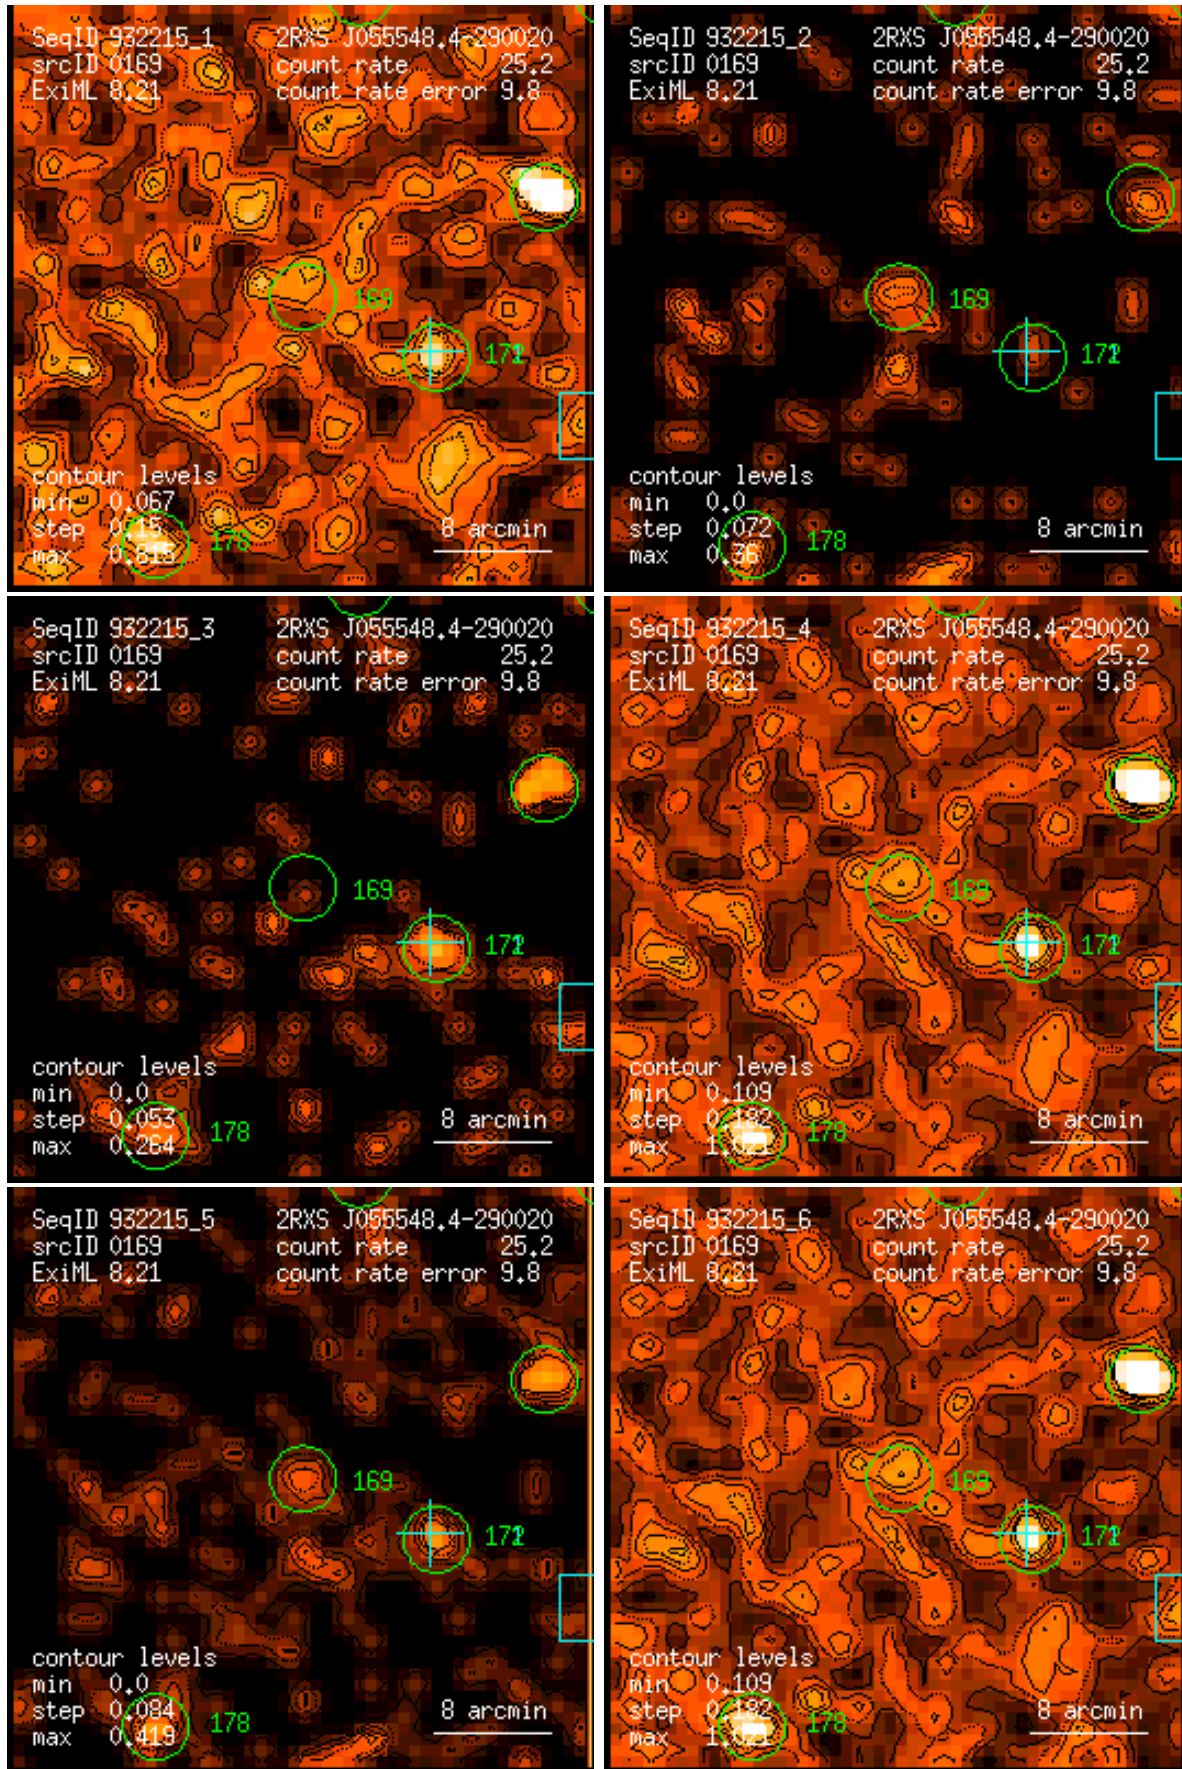 SeqID 932215_1 2RXS J055548.4-290020
srcID 0169 count rate 25.2
ExiML 8.21 count rate error 9.8
169
contour levels
min 0.067
step 0.15 8 arcmin
max 0.815 178
SeqID 932215_2 2RXS J055548.4-290020
srcID 0169 count rate 25.2
ExiML 8.21 count rate error 9.8
169
contour levels
min 0.0
step 0.072 8 arcmin
max 0.36 178
SeqID 932215_3 2RXS J055548.4-290020
srcID 0169 count rate 25.2
ExiML 8.21 count rate error 9.8
169
contour levels
min 0.0
step 0.053 8 arcmin
max 0.264 178
SeqID 932215_4 2RXS J055548.4-290020
srcID 0169 count rate 25.2
ExiML 8.21 count rate error 9.8
169
contour levels
min 0.109
step 0.182 8 arcmin
max 1.021 178
SeqID 932215_5 2RXS J055548.4-290020
srcID 0169 count rate 25.2
ExiML 8.21 count rate error 9.8
169
contour levels
min 0.0
step 0.084 8 arcmin
max 0.419 178
SeqID 932215_6 2RXS J055548.4-290020
srcID 0169 count rate 25.2
ExiML 8.21 count rate error 9.8
169
contour levels
min 0.109
step 0.182 8 arcmin
max 1.021 178